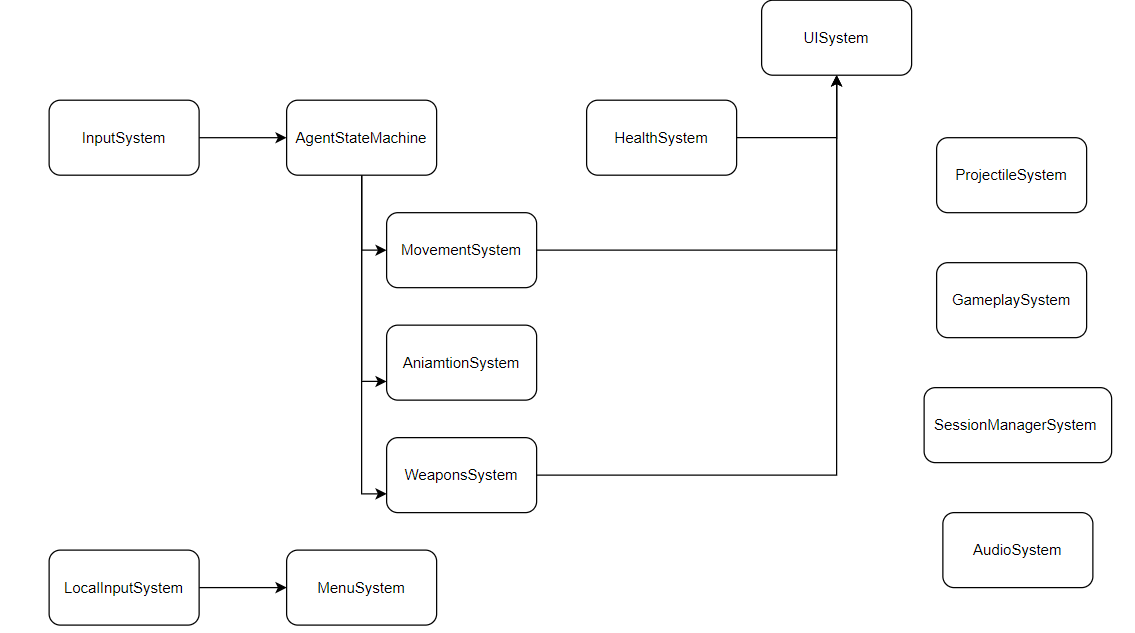 UISystem
InputSystem
AgentStateMachine
HealthSystem
ProjectileSystem
MovementSystem
GameplaySystem
AniamtionSystem
SessionManagerSystem
WeaponsSystem
AudioSystem
LocalInputSystem
MenuSystem